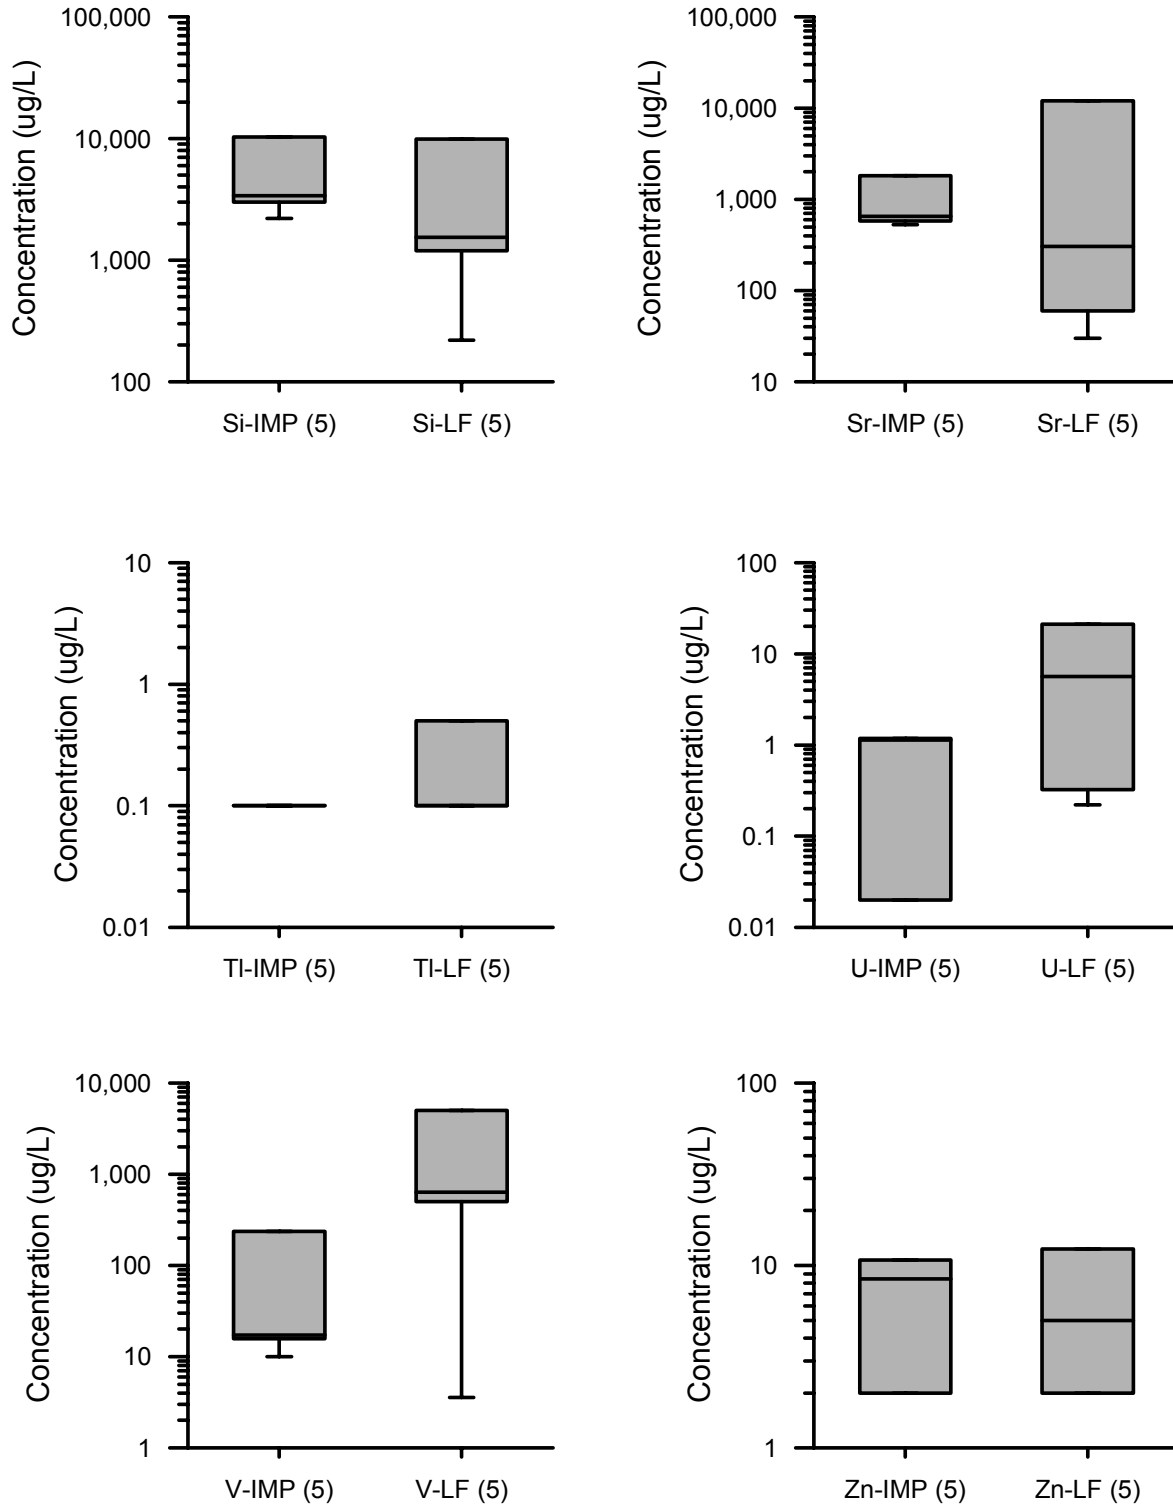 Concentration (ug/L)
100,000
10,000
1,000
100
Si-IMP (5)
Si-LF (5)
Concentration (ug/L)
100,000
10,000
1,000
100
10
Sr-IMP (5)
Sr-LF (5)
Concentration (ug/L)
10
1
0.1
0.01
Tl-IMP (5)
Tl-LF (5)
Concentration (ug/L)
100
10
1
0.1
0.01
U-IMP (5)
U-LF (5)
Concentration (ug/L)
10,000
1,000
100
10
1
V-IMP (5)
V-LF (5)
Concentration (ug/L)
100
10
1
Zn-IMP (5)
Zn-LF (5)